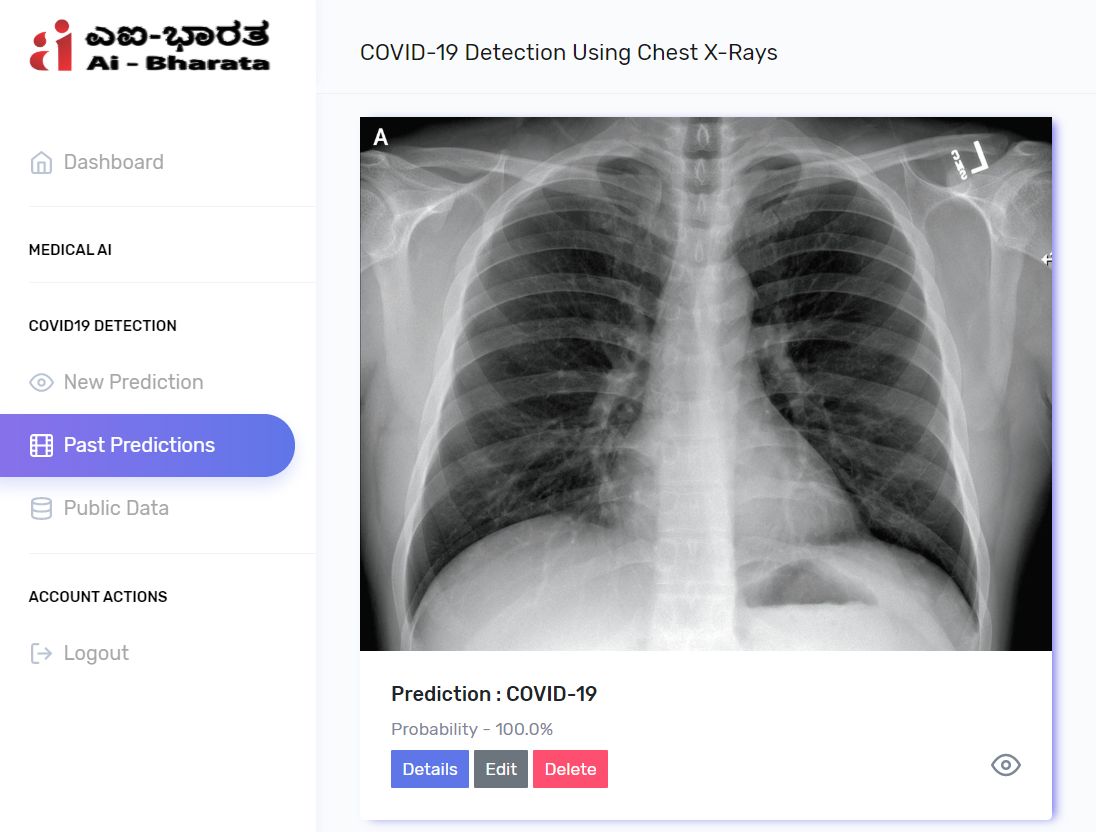 ಎಐ-ಭಾರತ
Ai - Bharata
Dashboard
MEDICAL AI
COVID19 DETECTION
New Prediction
Past Predictions
Public Data
ACCOUNT ACTIONS
Logout
COVID-19 Detection Using Chest X-Rays
A
L
Prediction : COVID-19
Probability - 100.0%
Details Edit Delete